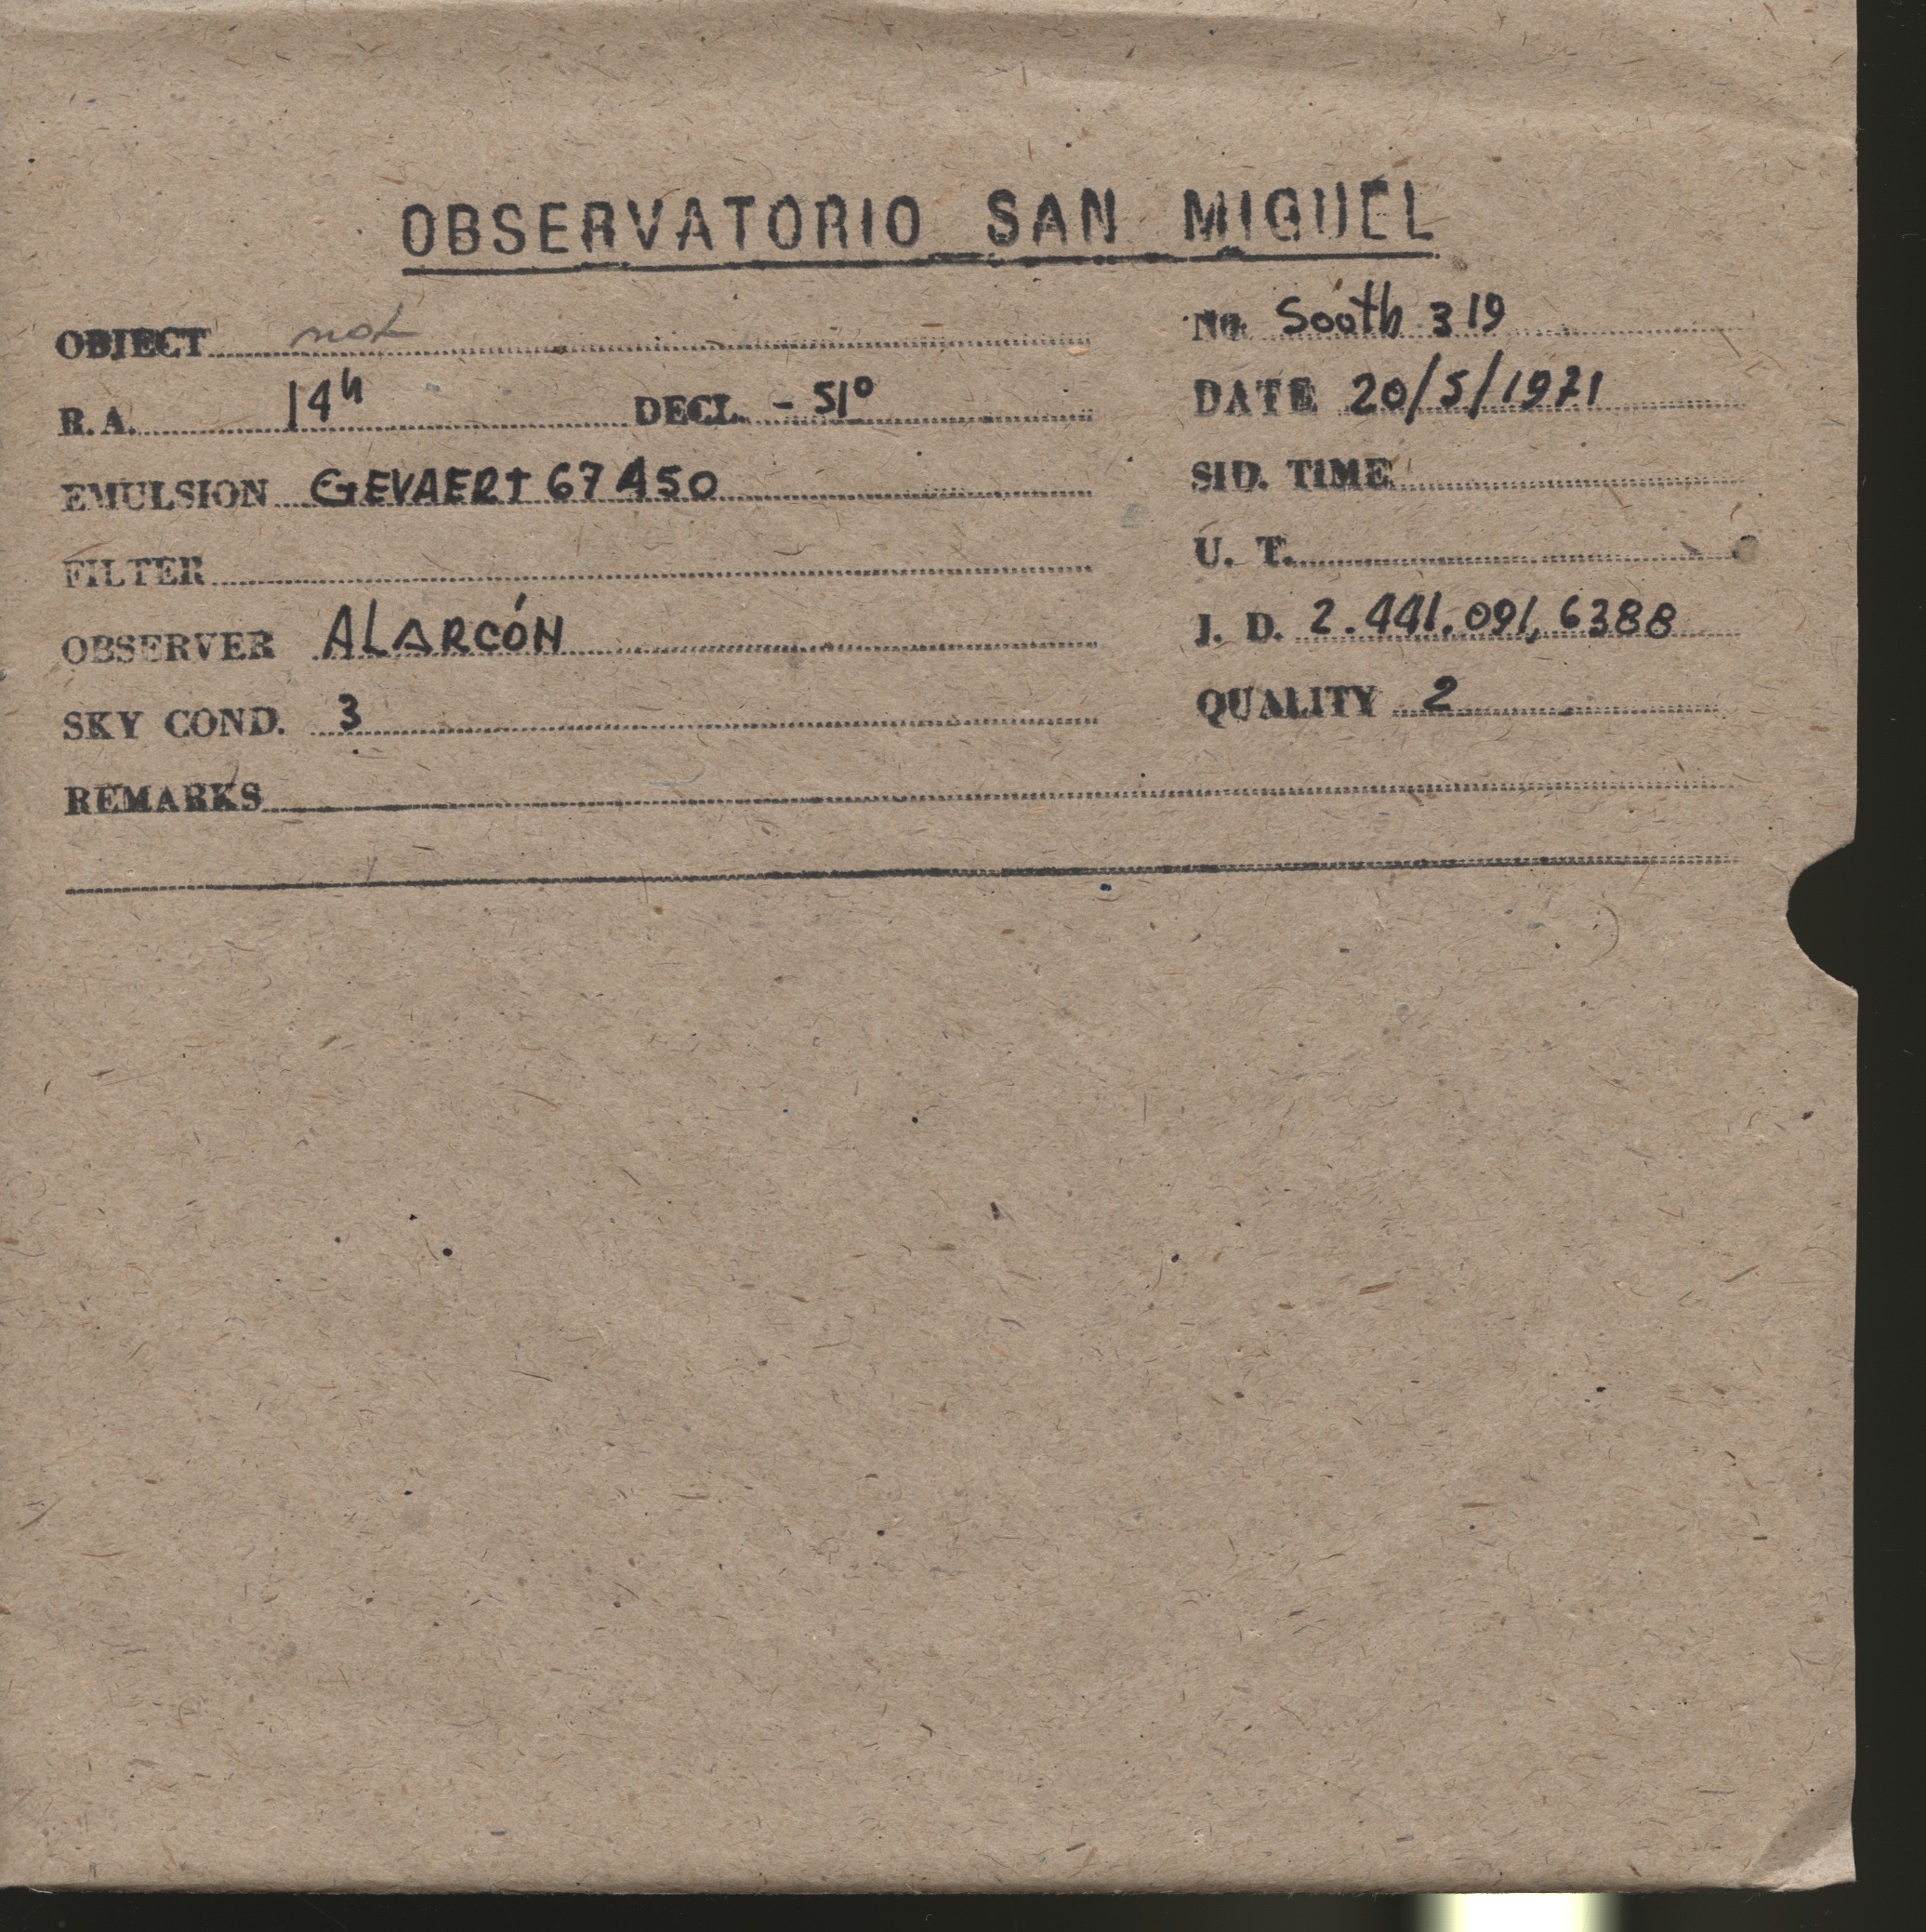 OBSERVATORIO SAN MIGUEL
OBJECT not
No. South 319
R.A. 14h DECL. - 51°
DATE 20/5/1971
EMULSION GEVAERT 67A50
SID. TIME
FILTER
U. T.
OBSERVER ALARCÓN
J. D. 2.441.091,6388
SKY COND. 3
QUALITY 2
REMARKS